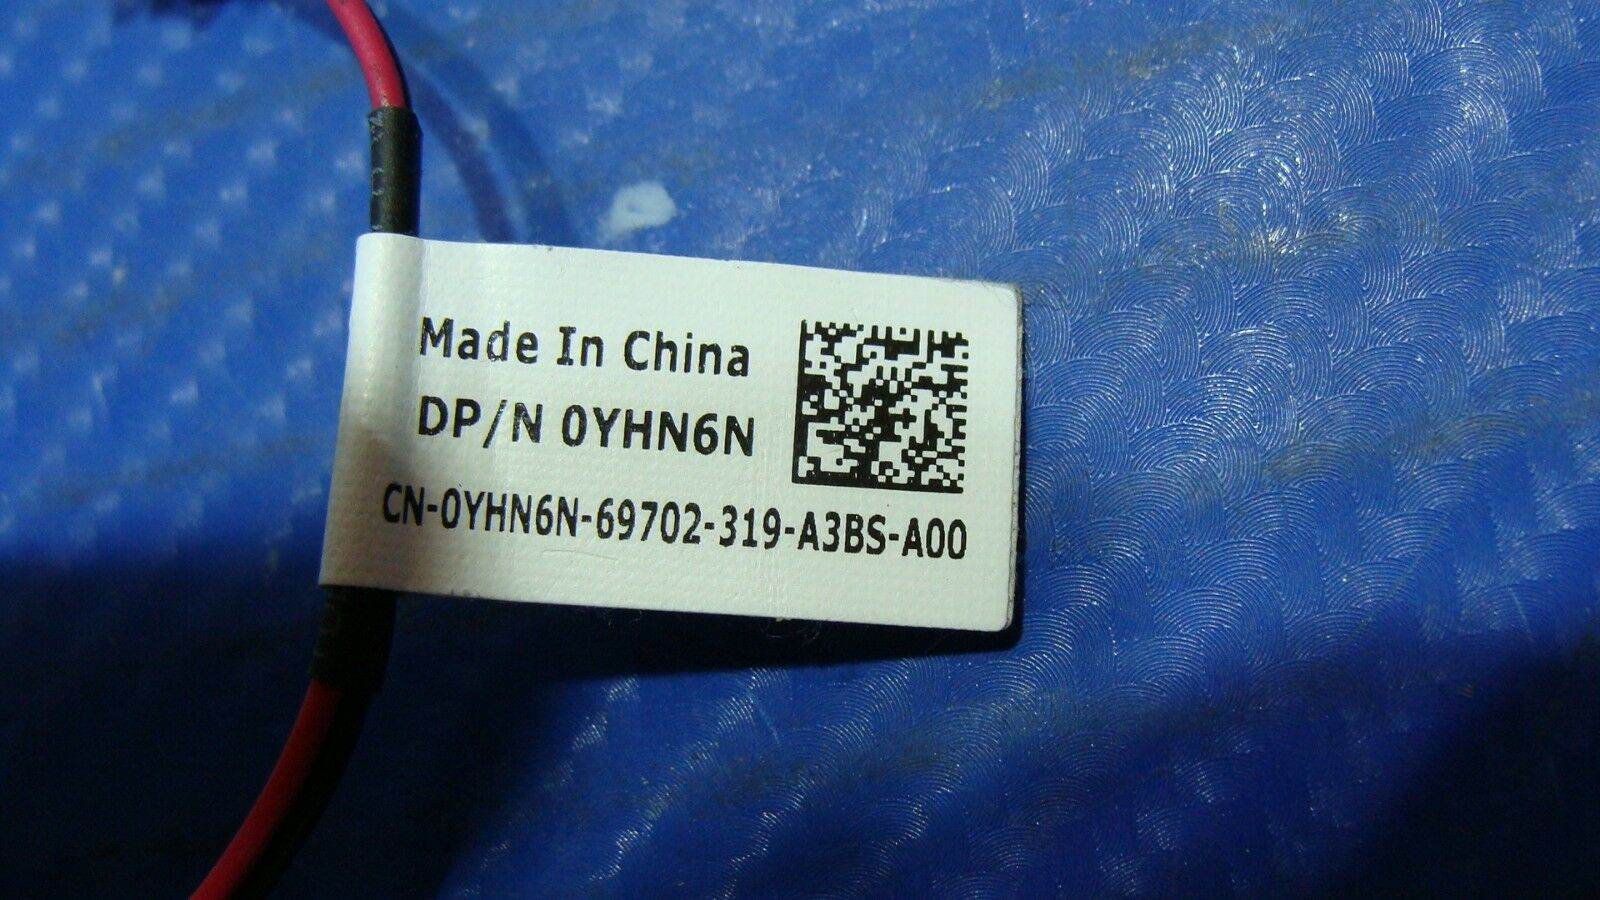 Made In China
DP/N 0YHN6N
CN-0YHN6N-69702-319-A3BS-A00